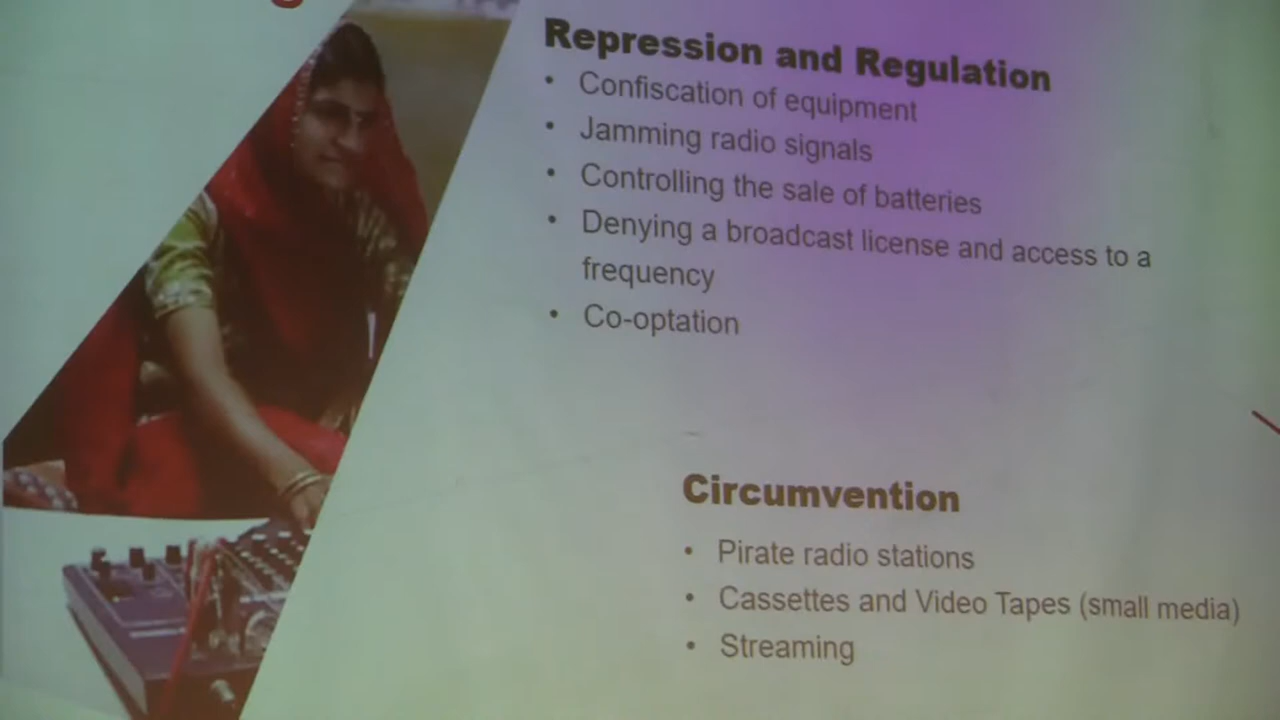 Repression and Regulation
• Confiscation of equipment
• Jamming radio signals
• Controlling the sale of batteries
• Denying a broadcast license and access to a
frequency
• Co-optation
Circumvention
• Pirate radio stations
• Cassettes and Video Tapes (small media)
• Streaming